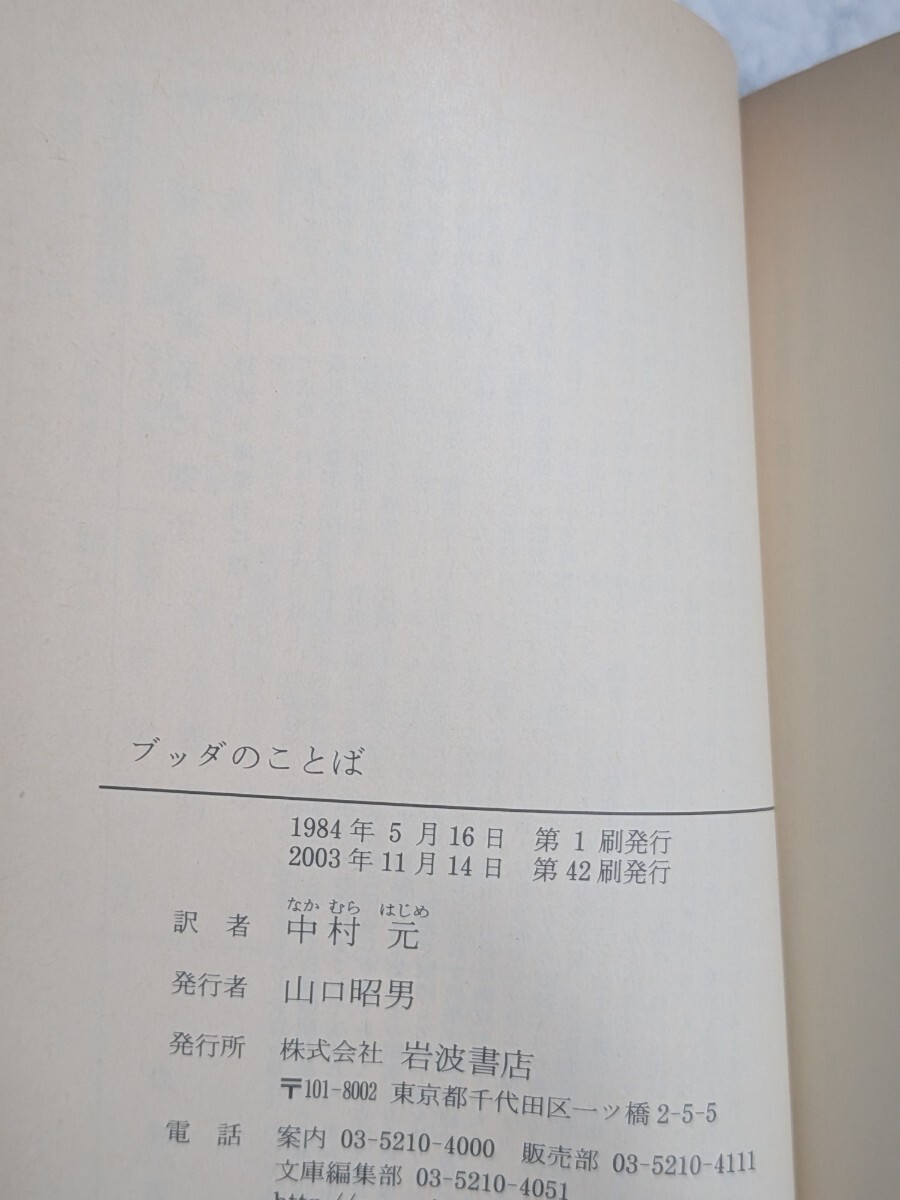 ブッダのことば
1984年5月16日 第1刷発行
2003年11月14日 第42刷発行
なかむら はじめ
訳者 中村 元
発行者 山口昭男
発行所 株式会社 岩波書店
〒101-8002 東京都千代田区一ッ橋2-5-5
電話 案内 03-5210-4000 販売部 03-5210-4111
文庫編集部 03-5210-4051